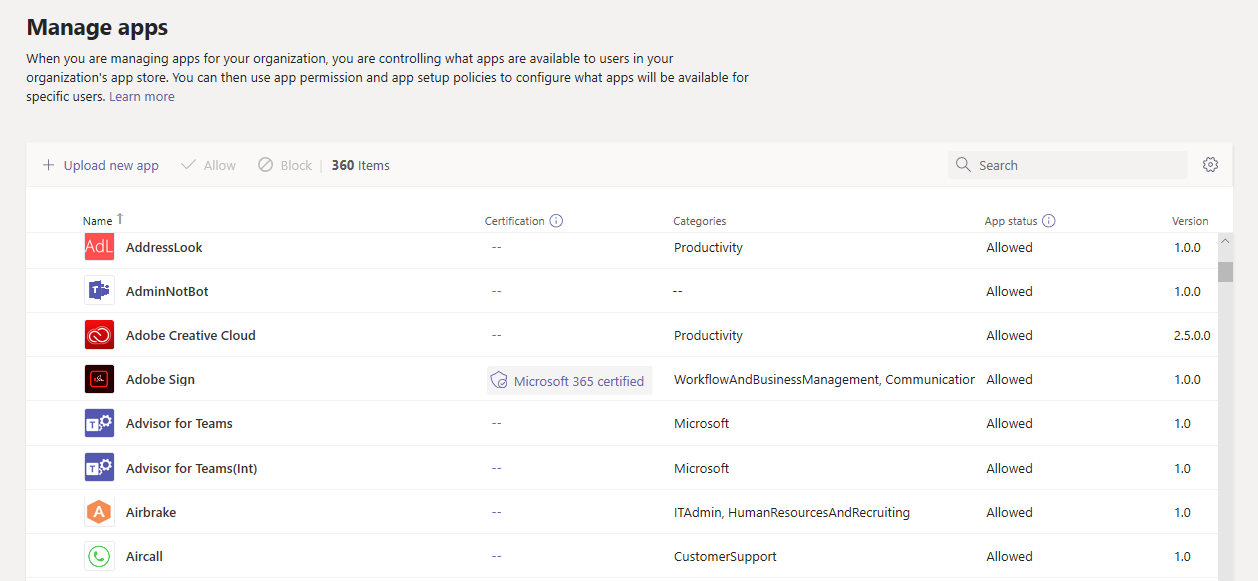 Manage apps
When you are managing apps for your organization, you are controlling what apps are available to users in your
organization's app store. You can then use app permission and app setup policies to configure what apps will be available for
specific users. Learn more
+ Upload new app Allow Block | 360 Items Search
Name ↑ Certification Categories App status Version
AdL AddressLook -- Productivity Allowed 1.0.0
T AdminNotBot -- -- Allowed 1.0.0
Adobe Creative Cloud -- Productivity Allowed 2.5.0.0
Adobe Sign Microsoft 365 certified WorkflowAndBusinessManagement, Communication Allowed 1.0.0
T Advisor for Teams -- Microsoft Allowed 1.0
T Advisor for Teams(Int) -- Microsoft Allowed 1.0
A Airbrake -- ITAdmin, HumanResourcesAndRecruiting Allowed 1.0
Aircall -- CustomerSupport Allowed 1.0